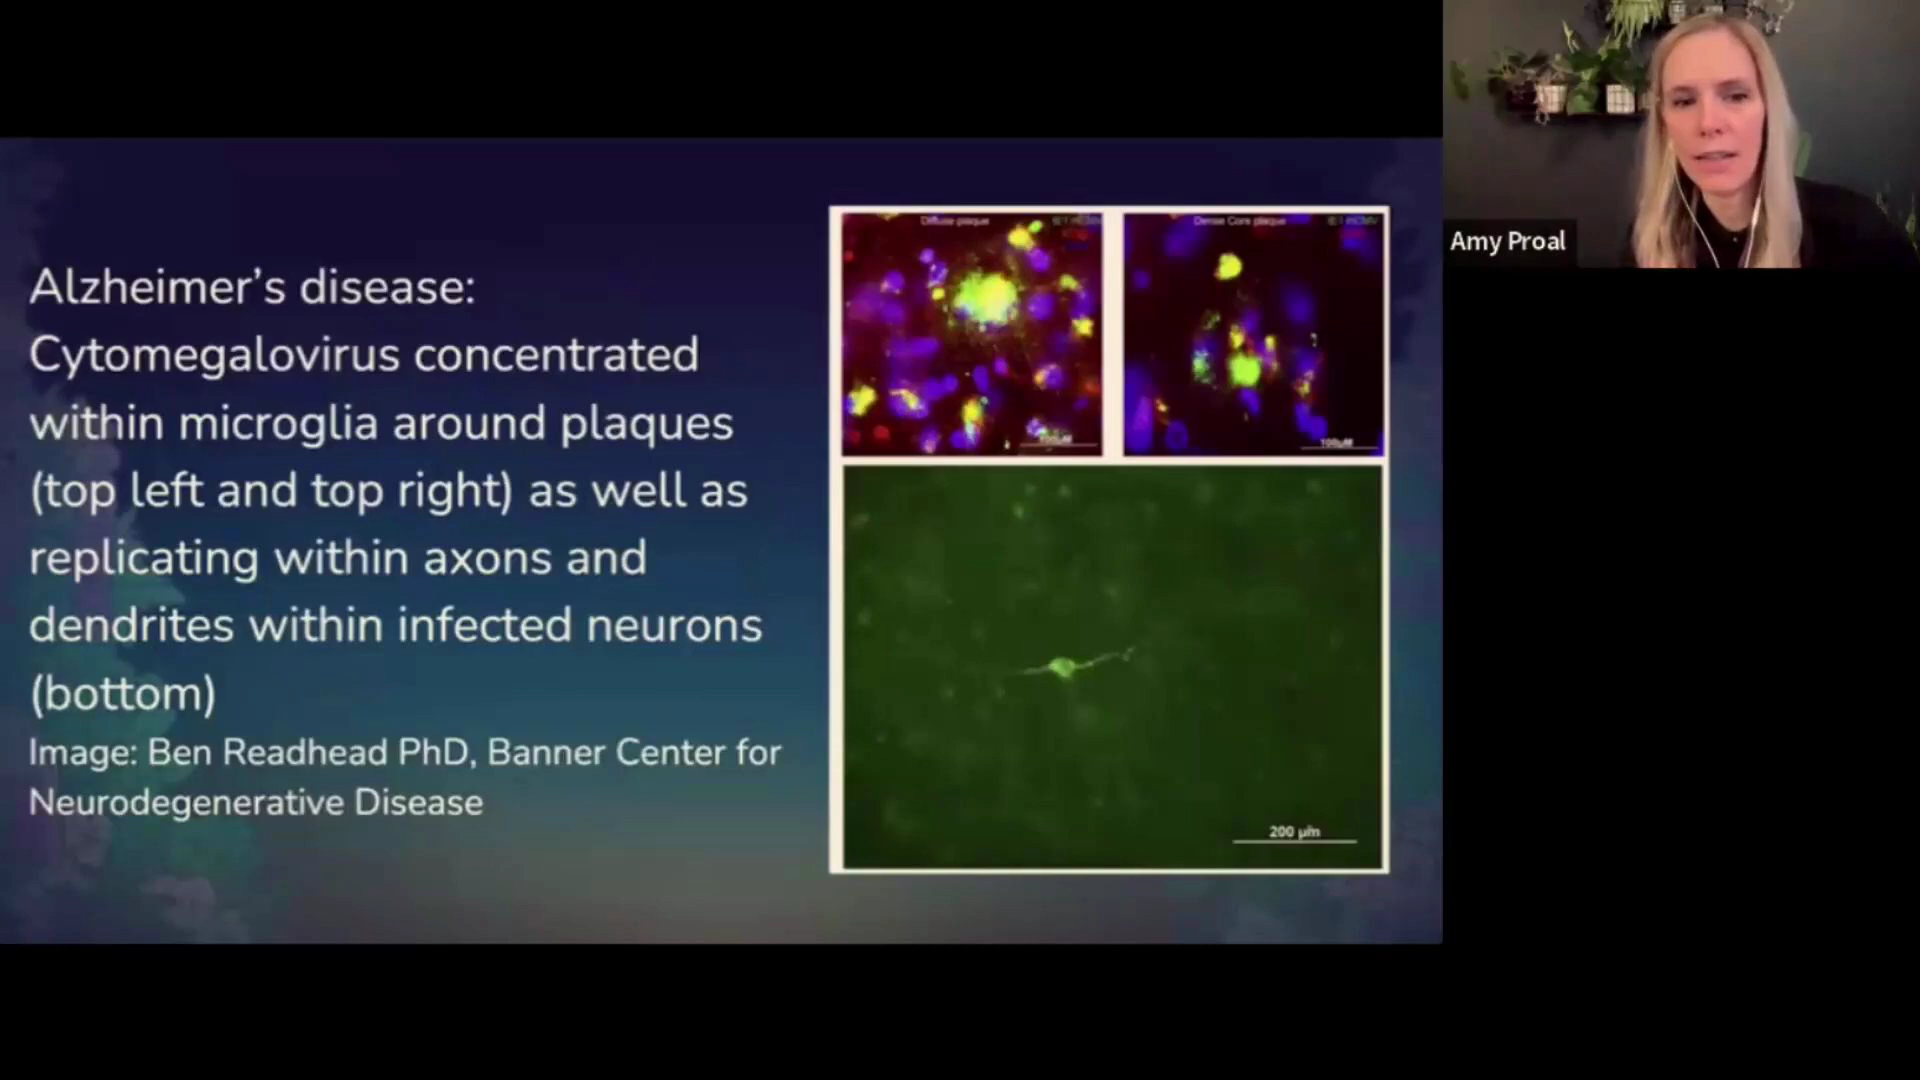 Alzheimer’s disease:
Cytomegalovirus concentrated
within microglia around plaques
(top left and top right) as well as
replicating within axons and
dendrites within infected neurons
(bottom)
Image: Ben Readhead PhD, Banner Center for
Neurodegenerative Disease
Diffuse plaque
Dense Core plaque
100µM
200 µm
Amy Proal